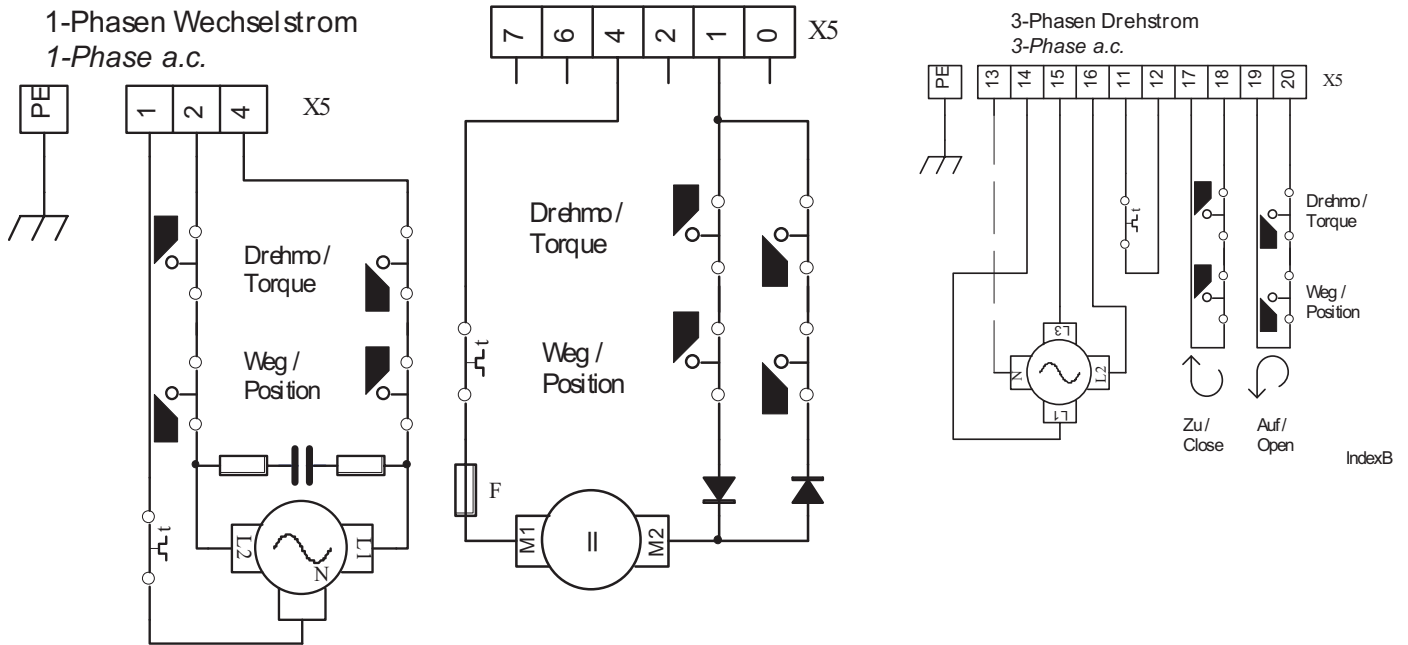 1-Phasen Wechselstrom
1-Phase a.c.
PE
1 2 4
X5
Drehmo /
Torque
Weg /
Position
t
L2
N
L1
7 6 4 2 1 0
X5
Drehmo /
Torque
t
Weg /
Position
F
M1
II
M2
3-Phasen Drehstrom
3-Phase a.c.
PE
13 14 15 16 11 12 17 18 19 20
X5
t
Drehmo /
Torque
Weg /
Position
L3
N
L2
L1
Zu /
Close
Auf /
Open
IndexB